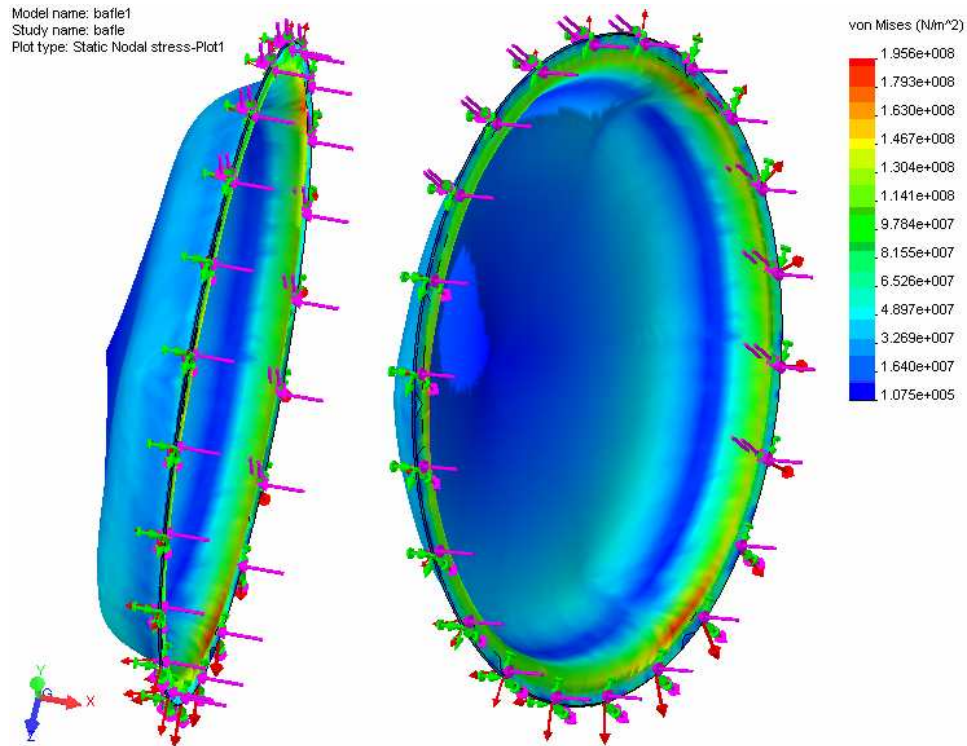 Model name: bafle1
Study name: bafle
Plot type: Static Nodal stress-Plot1
von Mises (N/m^2)
1.956e+008
1.793e+008
1.630e+008
1.467e+008
1.304e+008
1.141e+008
9.784e+007
8.155e+007
6.526e+007
4.897e+007
3.269e+007
1.640e+007
1.075e+005
Y
X
Z